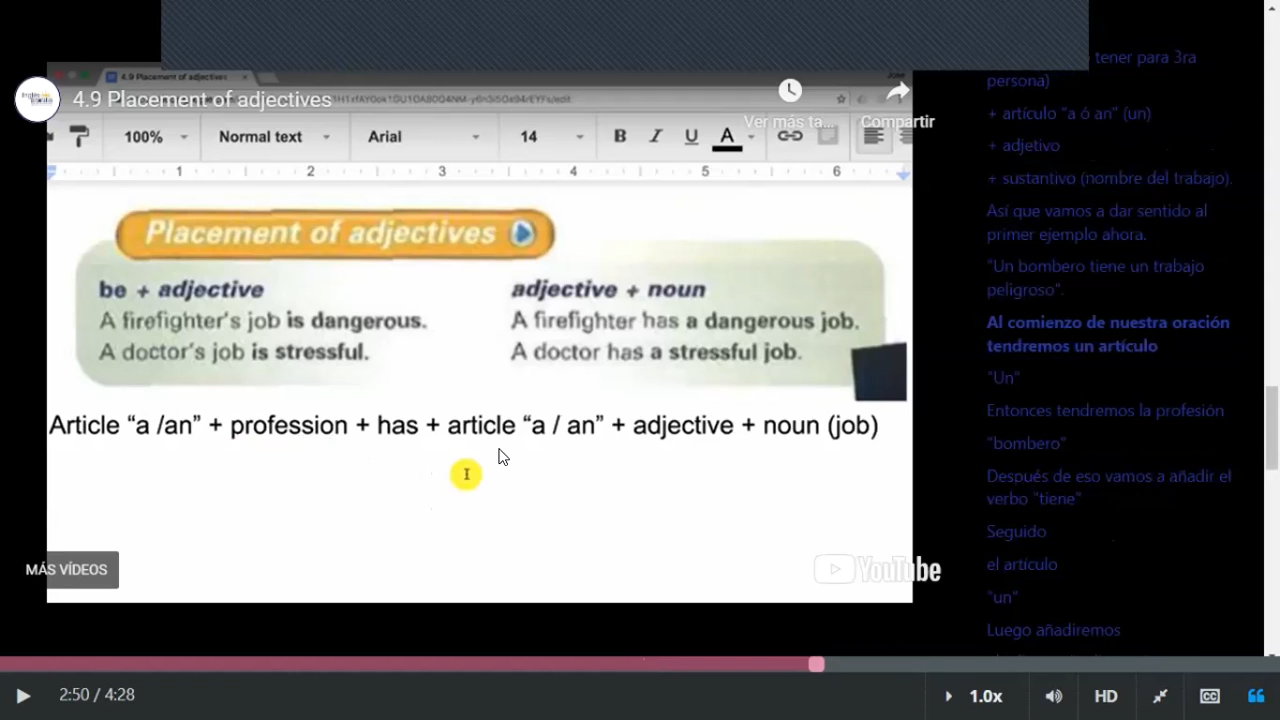 4.9 Placement of adjectives
4.9 Placement of adjectives
Ver más ta...
Compartir
100%
Normal text
Arial
14
B I U A
1 2 3 4 5 6
Placement of adjectives
be + adjective
A firefighter's job is dangerous.
A doctor's job is stressful.
adjective + noun
A firefighter has a dangerous job.
A doctor has a stressful job.
Article “a /an” + profession + has + article “a / an” + adjective + noun (job)
MÁS VÍDEOS
YouTube
tener para 3ra
persona)
+ artículo "a ó an" (un)
+ adjetivo
+ sustantivo (nombre del trabajo).
Así que vamos a dar sentido al
primer ejemplo ahora.
"Un bombero tiene un trabajo
peligroso".
Al comienzo de nuestra oración
tendremos un artículo
"Un"
Entonces tendremos la profesión
"bombero"
Después de eso vamos a añadir el
verbo "tiene"
Seguido
el artículo
"un"
Luego añadiremos
2:50 / 4:28
1.0x
HD
CC